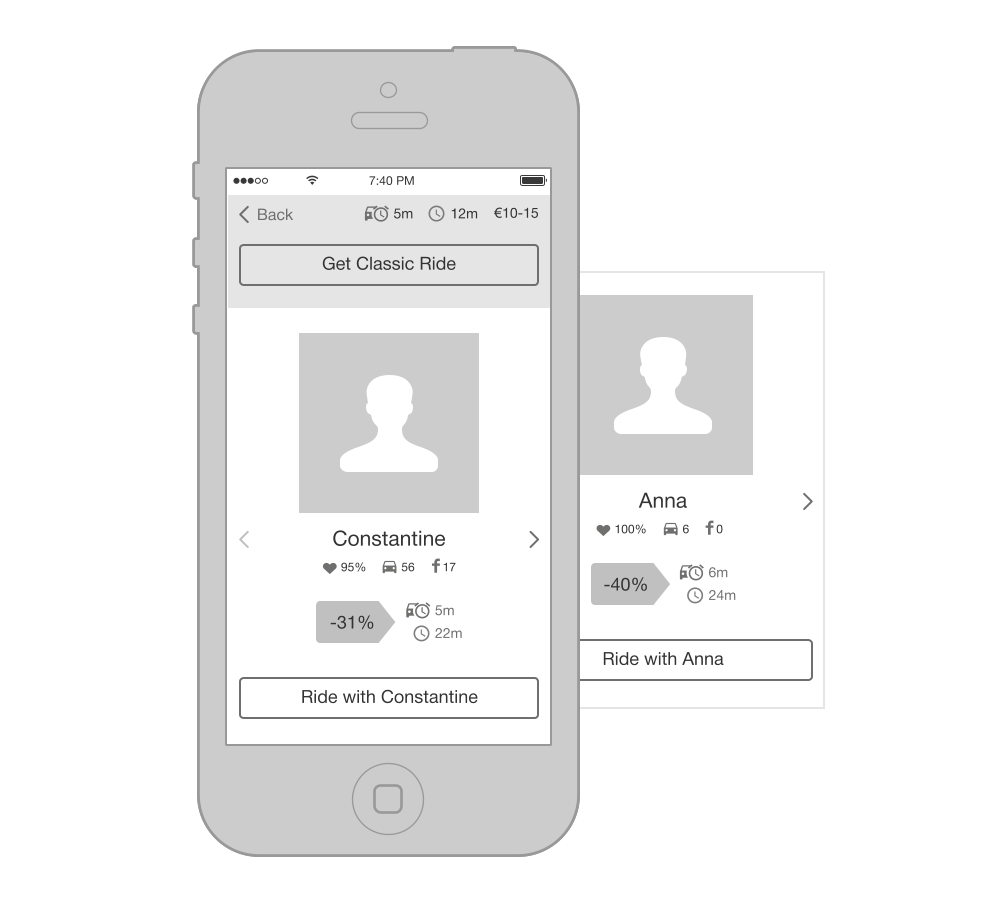 7:40 PM
Back 5m 12m €10-15
Get Classic Ride
Constantine
95% 56 f 17
-31% 5m
22m
Ride with Constantine
Anna
100% 6 f 0
-40% 6m
24m
Ride with Anna